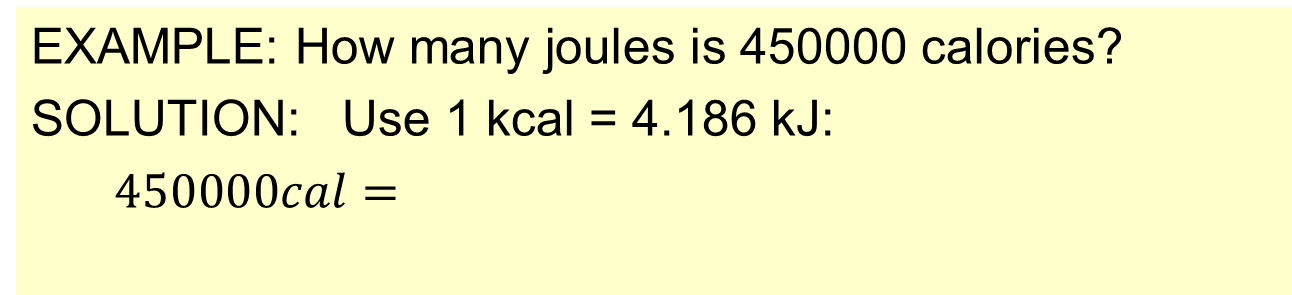 EXAMPLE: How many joules is 450000 calories?
SOLUTION: Use 1 kcal = 4.186 kJ:
450000cal =